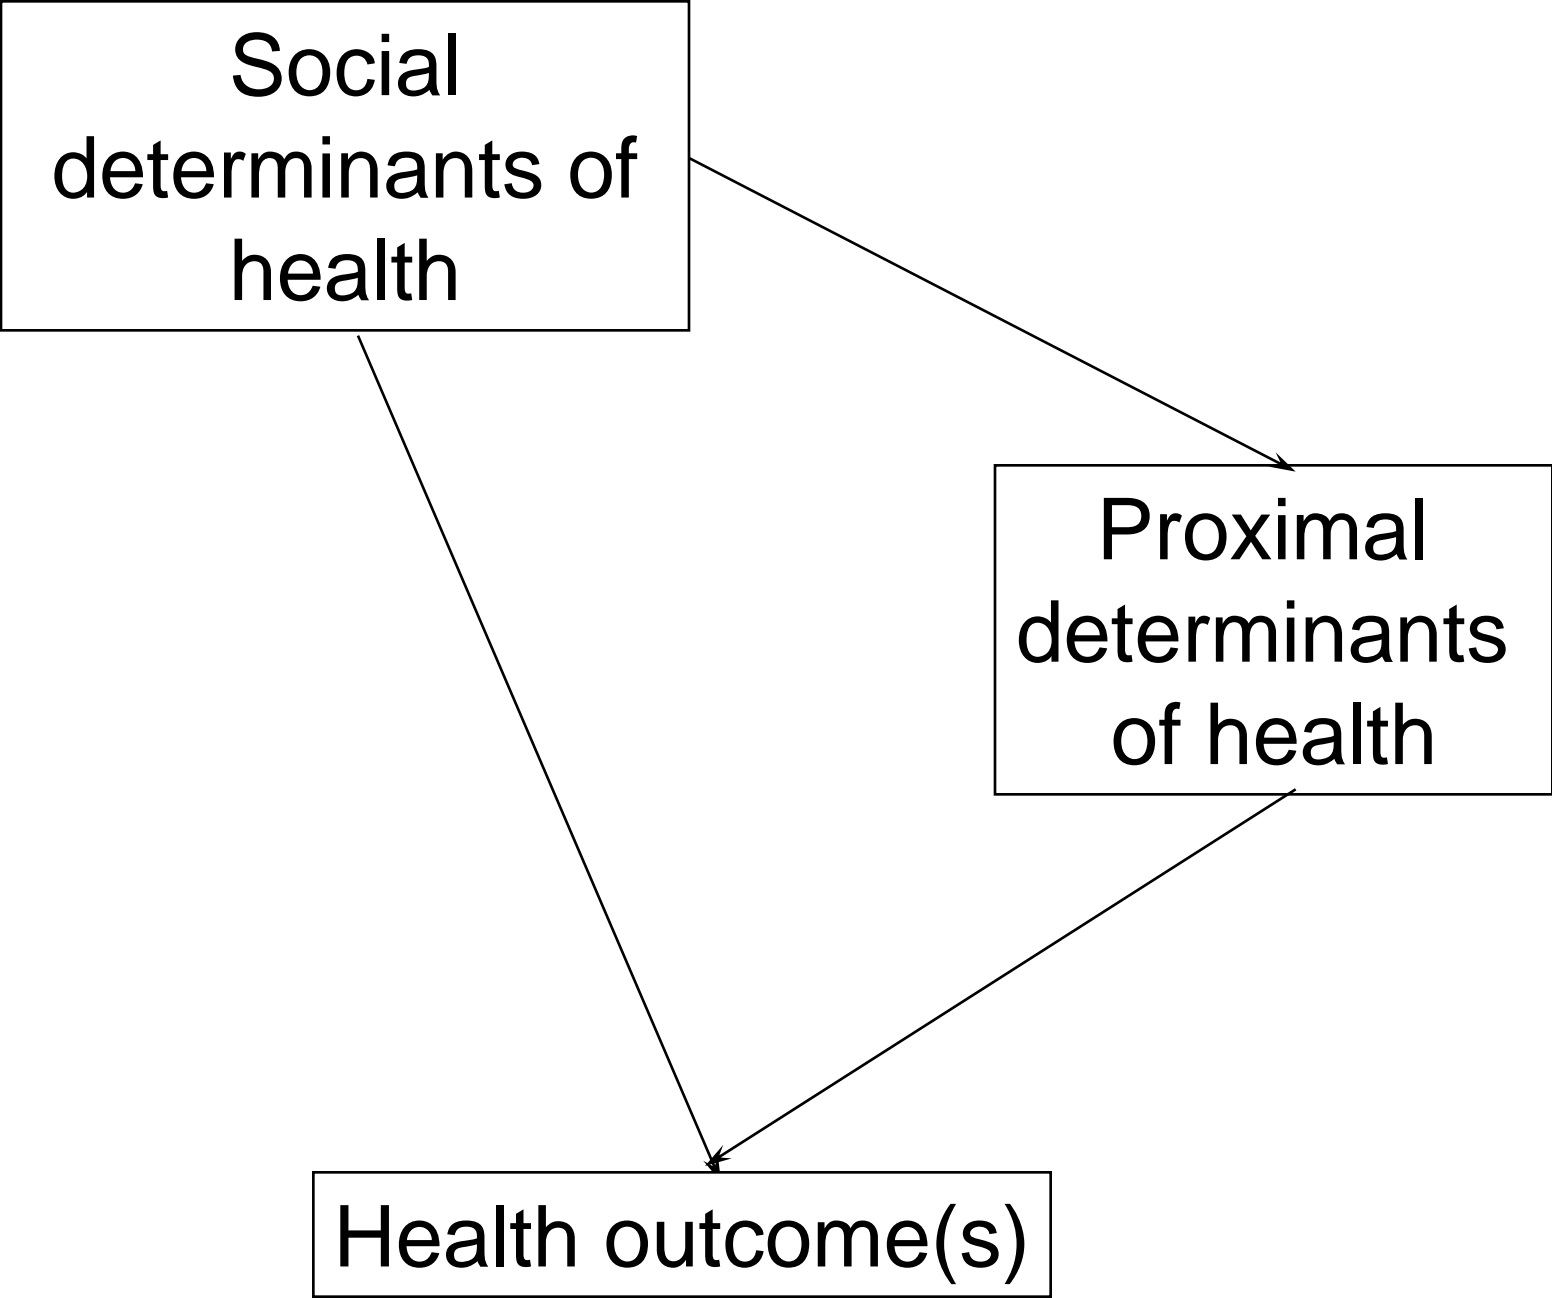 Social
determinants of
health
Proximal
determinants
of health
Health outcome(s)